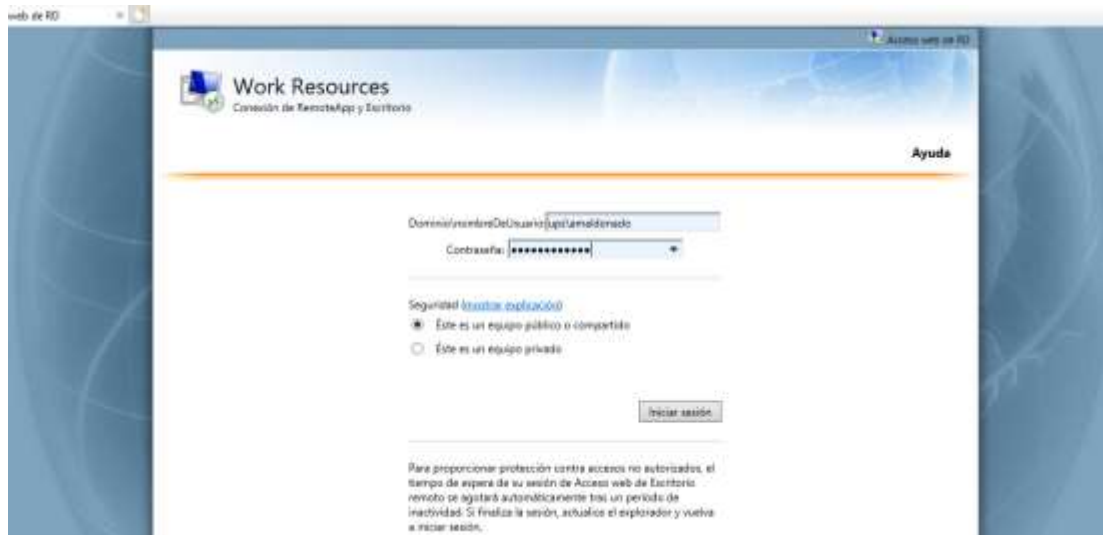 web de RD
Acceso web de RD
Work Resources
Conexión de RemoteApp y Escritorio
Ayuda
Dominio\nombreDeUsuario: ups\amaldonado
Contraseña: ••••••••••••
Seguridad (mostrar explicación)
Éste es un equipo público o compartido
Éste es un equipo privado
Iniciar sesión
Para proporcionar protección contra accesos no autorizados, el
tiempo de espera de su sesión de Acceso web de Escritorio
remoto se agotará automáticamente tras un período de
inactividad. Si finaliza la sesión, actualice el explorador y vuelva
a iniciar sesión.